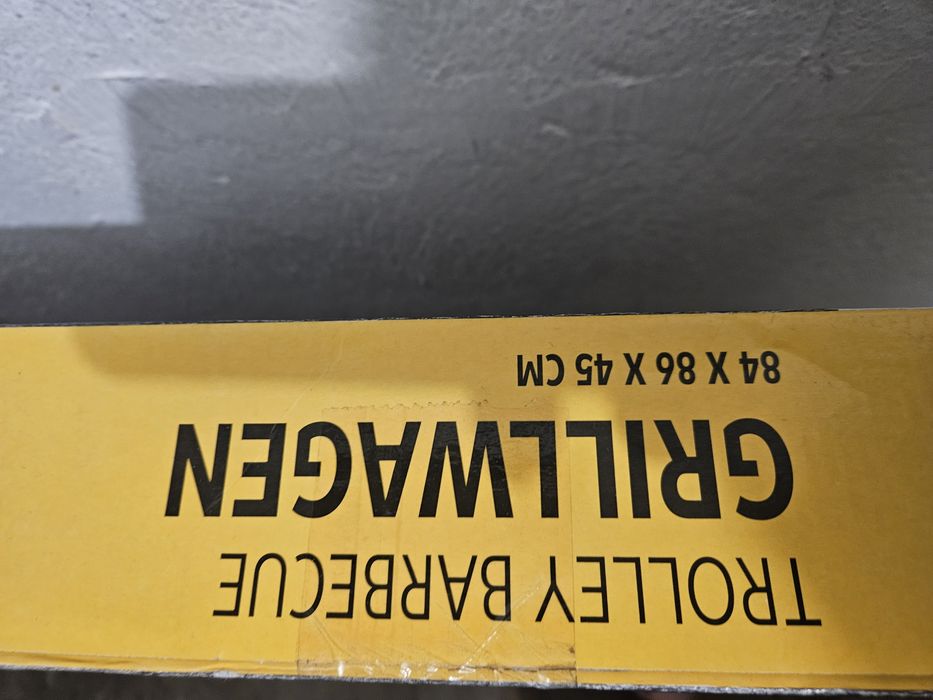 TROLLEY BARBECUE
GRILLWAGEN
84 X 86 X 45 CM